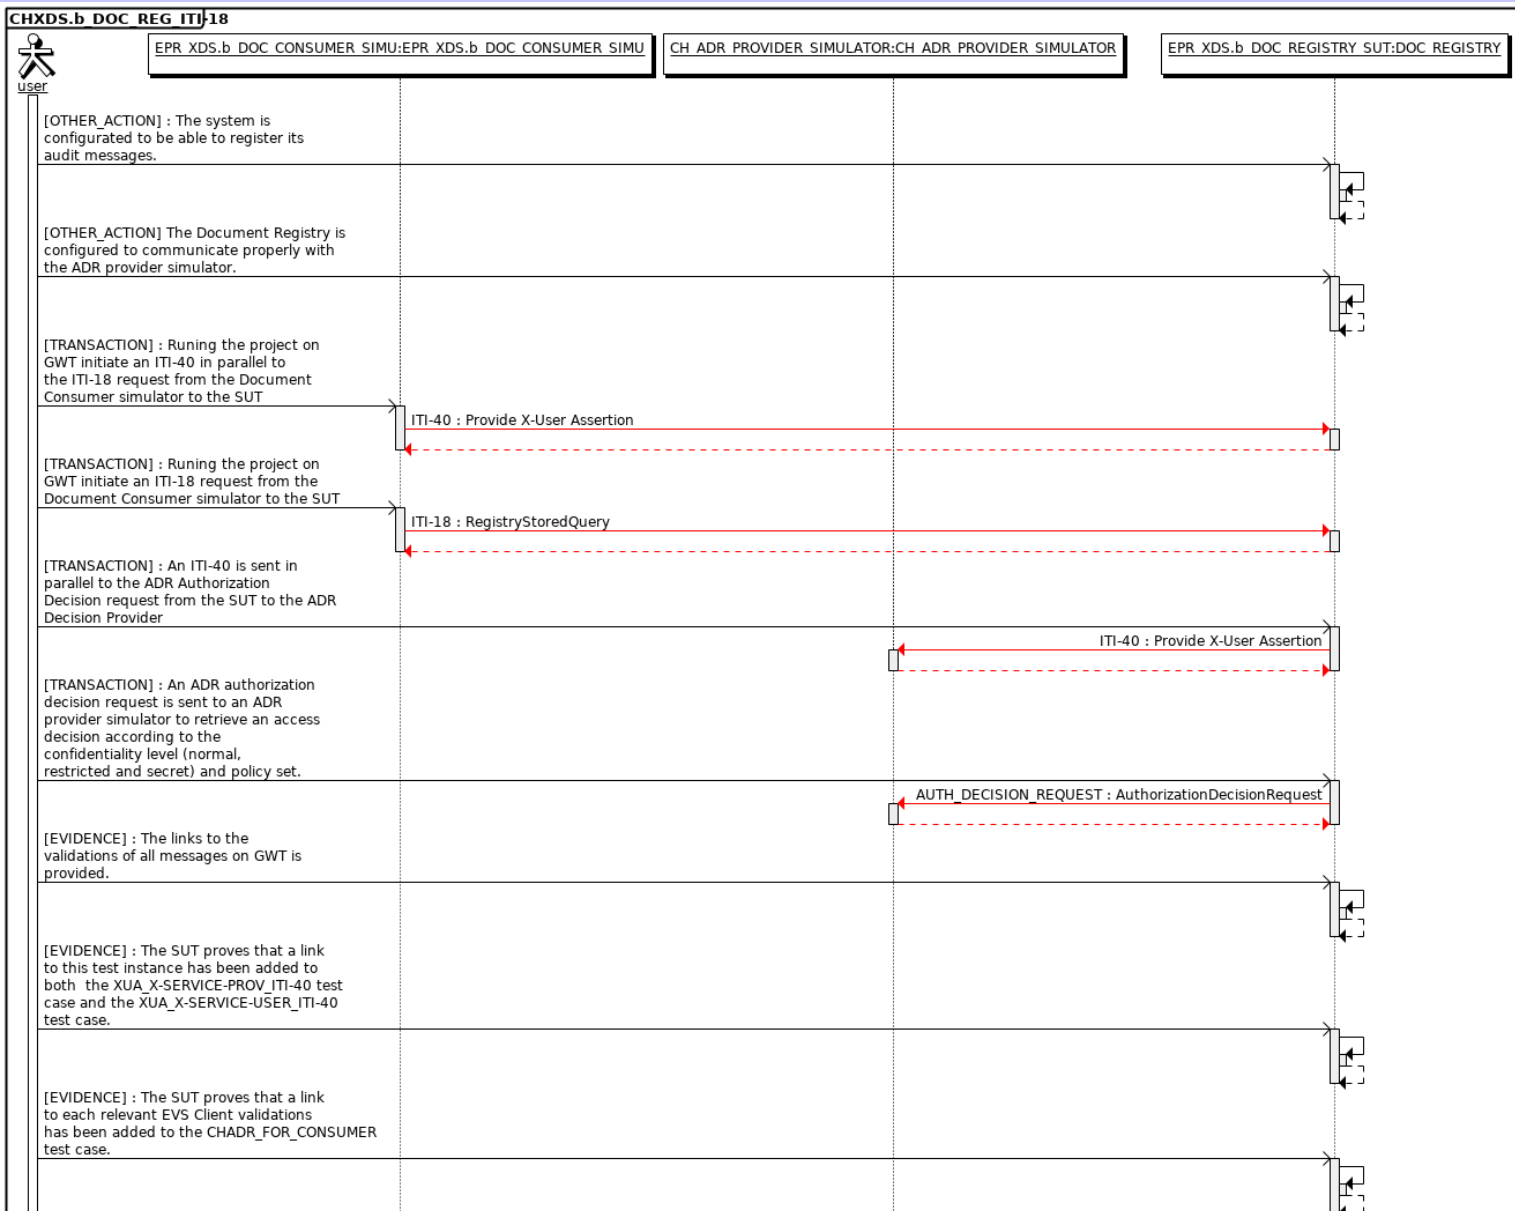 CHXDS.b_DOC_REG_ITI-18
EPR_XDS.b_DOC_CONSUMER_SIMU:EPR_XDS.b_DOC_CONSUMER_SIMU
CH_ADR_PROVIDER_SIMULATOR:CH_ADR_PROVIDER_SIMULATOR
EPR_XDS.b_DOC_REGISTRY_SUT:DOC_REGISTRY
user
[OTHER_ACTION] : The system is
configurated to be able to register its
audit messages.
[OTHER_ACTION] The Document Registry is
configured to communicate properly with
the ADR provider simulator.
[TRANSACTION] : Runing the project on
GWT initiate an ITI-40 in parallel to
the ITI-18 request from the Document
Consumer simulator to the SUT
ITI-40 : Provide X-User Assertion
[TRANSACTION] : Runing the project on
GWT initiate an ITI-18 request from the
Document Consumer simulator to the SUT
ITI-18 : RegistryStoredQuery
[TRANSACTION] : An ITI-40 is sent in
parallel to the ADR Authorization
Decision request from the SUT to the ADR
Decision Provider
ITI-40 : Provide X-User Assertion
[TRANSACTION] : An ADR authorization
decision request is sent to an ADR
provider simulator to retrieve an access
decision according to the
confidentiality level (normal,
restricted and secret) and policy set.
AUTH_DECISION_REQUEST : AuthorizationDecisionRequest
[EVIDENCE] : The links to the
validations of all messages on GWT is
provided.
[EVIDENCE] : The SUT proves that a link
to this test instance has been added to
both  the XUA_X-SERVICE-PROV_ITI-40 test
case and the XUA_X-SERVICE-USER_ITI-40
test case.
[EVIDENCE] : The SUT proves that a link
to each relevant EVS Client validations
has been added to the CHADR_FOR_CONSUMER
test case.